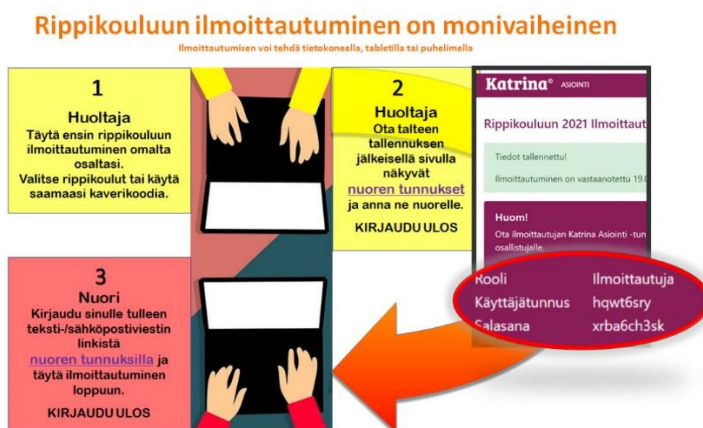 Rippikouluun ilmoittautuminen on monivaiheinen
Ilmoittautumisen voi tehdä tietokoneella, tabletilla tai puhelimella
1
Huoltaja
Täytä ensin rippikouluun
ilmoittautuminen omalta
osaltasi.
Valitse rippikoulut tai käytä
saamaasi kaverikoodia.
2
Huoltaja
Ota talteen
tallennuksen
jälkeisellä sivulla
näkyvät
nuoren tunnukset
ja anna ne nuorelle.
KIRJAUDU ULOS
Katrina® ASIOINTI
Rippikouluun 2021 Ilmoittaut
Tiedot tallennettu!
Ilmoittautuminen on vastaanotettu 19.0
Huom!
Ota ilmoittautujan Katrina Asiointi -tun
osallistujalle.
Rooli Ilmoittautuja
Käyttäjätunnus hqwt6sry
Salasana xrba6ch3sk
3
Nuori
Kirjaudu sinulle tulleen
teksti-/sähköpostiviestin
linkistä
nuoren tunnuksilla ja
täytä ilmoittautuminen
loppuun.
KIRJAUDU ULOS